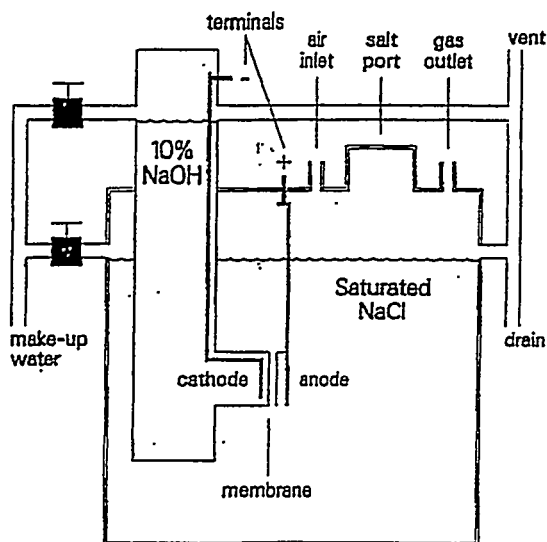 terminals
air
inlet
salt
port
gas
outlet
vent
10%
NaOH
Saturated
NaCl
make-up
water
drain
cathode
anode
membrane